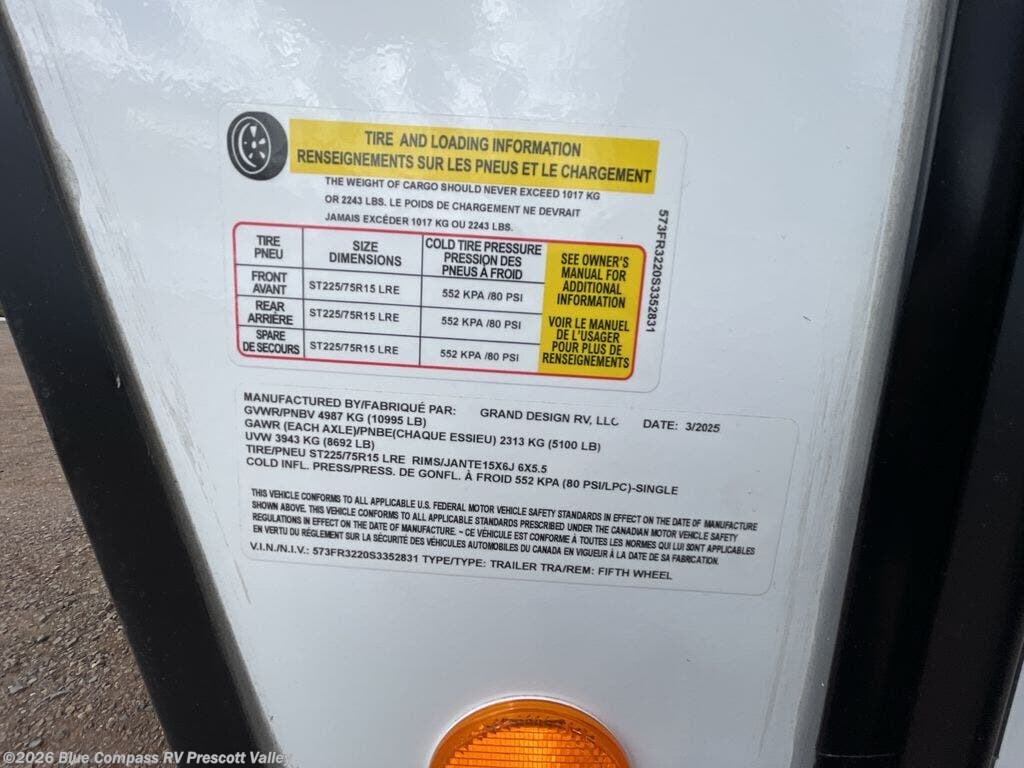 TIRE AND LOADING INFORMATION
RENSEIGNEMENTS SUR LES PNEUS ET LE CHARGEMENT
THE WEIGHT OF CARGO SHOULD NEVER EXCEED 1017 KG
OR 2243 LBS. LE POIDS DE CHARGEMENT NE DEVRAIT
JAMAIS EXCÉDER 1017 KG OU 2243 LBS.
TIRE
PNEU
SIZE
DIMENSIONS
COLD TIRE PRESSURE
PRESSION DES
PNEUS À FROID
FRONT
AVANT
ST225/75R15 LRE
552 KPA /80 PSI
REAR
ARRIÈRE
ST225/75R15 LRE
552 KPA /80 PSI
SPARE
DE SECOURS
ST225/75R15 LRE
552 KPA /80 PSI
SEE OWNER'S
MANUAL FOR
ADDITIONAL
INFORMATION
VOIR LE MANUEL
DE L'USAGER
POUR PLUS DE
RENSEIGNEMENTS
573FR3220S3352831
MANUFACTURED BY/FABRIQUÉ PAR: GRAND DESIGN RV, LLC DATE: 3/2025
GVWR/PNBV 4987 KG (10995 LB)
GAWR (EACH AXLE)/PNBE(CHAQUE ESSIEU) 2313 KG (5100 LB)
UVW 3943 KG (8692 LB)
TIRE/PNEU ST225/75R15 LRE RIMS/JANTE15X6J 6X5.5
COLD INFL. PRESS/PRESS. DE GONFL. À FROID 552 KPA (80 PSI/LPC)-SINGLE
THIS VEHICLE CONFORMS TO ALL APPLICABLE U.S. FEDERAL MOTOR VEHICLE SAFETY STANDARDS IN EFFECT ON THE DATE OF MANUFACTURE
SHOWN ABOVE. THIS VEHICLE CONFORMS TO ALL APPLICABLE STANDARDS PRESCRIBED UNDER THE CANADIAN MOTOR VEHICLE SAFETY
REGULATIONS IN EFFECT ON THE DATE OF MANUFACTURE. - CE VÉHICULE EST CONFORME À TOUTES LES NORMES QUI LUI SONT APPLICABLES
EN VERTU DU RÉGLEMENT SUR LA SÉCURITÉ DES VÉHICULES AUTOMOBILES DU CANADA EN VIGUEUR À LA DATE DE SA FABRICATION.
V.I.N./N.I.V.: 573FR3220S3352831 TYPE/TYPE: TRAILER TRA/REM: FIFTH WHEEL
©2026 Blue Compass RV Prescott Valley